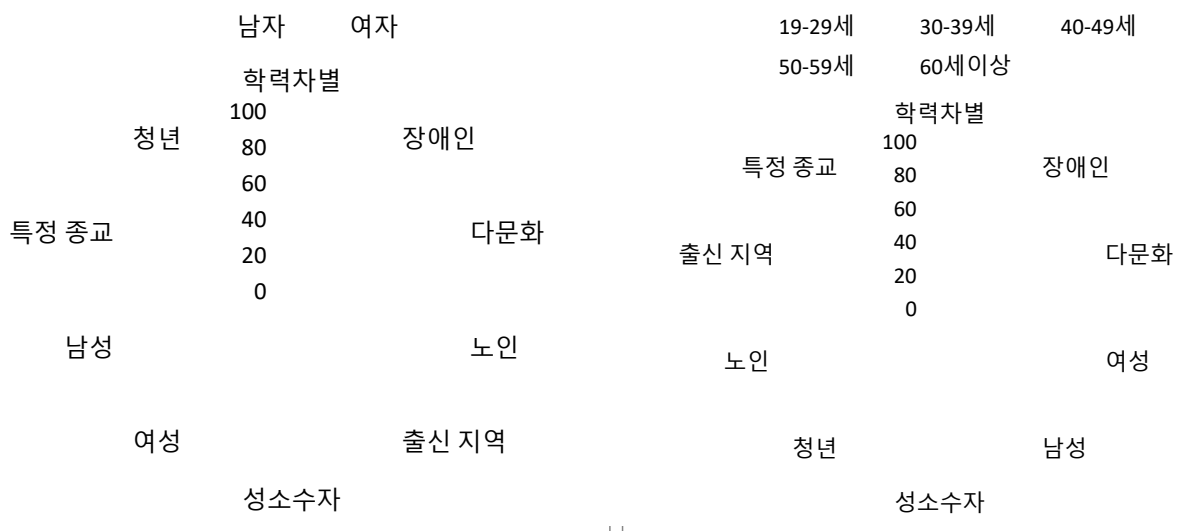 남자 여자
학력차별
100
청년 80 장애인
60
특정 종교 40 다문화
20
0
남성 노인
여성 출신 지역
성소수자
19-29세 30-39세 40-49세
50-59세 60세이상
학력차별
100
특정 종교 80 장애인
60
출신 지역 40 다문화
20
0
노인 여성
청년 남성
성소수자